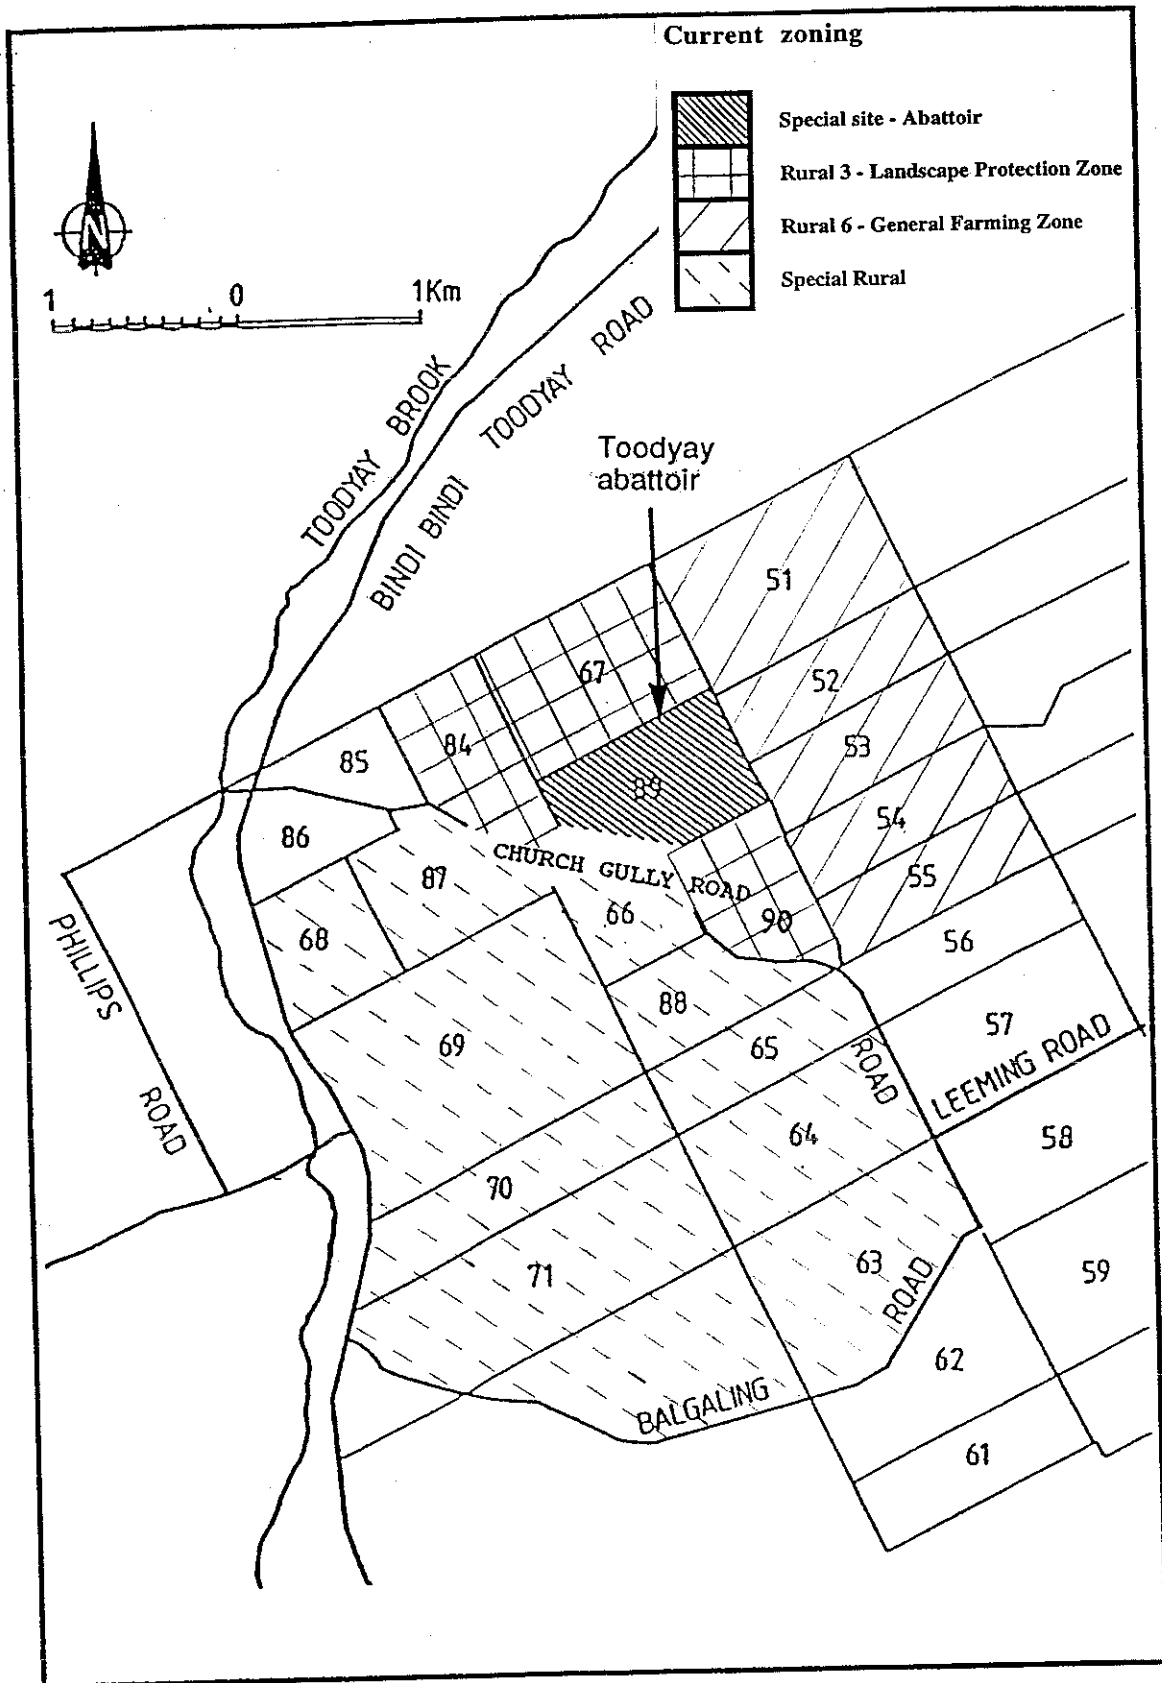 Current zoning
Special site - Abattoir
Rural 3 - Landscape Protection Zone
Rural 6 - General Farming Zone
Special Rural
N
1 0 1Km
TOODYAY BROOK
BINDI BINDI TOODYAY ROAD
Toodyay
abattoir
51
52
67
53
84
85
89
54
86
55
CHURCH GULLY ROAD
87
66
90
68
56
PHILLIPS ROAD
88
57
69
65
ROAD
LEEMING ROAD
64
58
70
63
71
59
ROAD
62
BALGALING
61